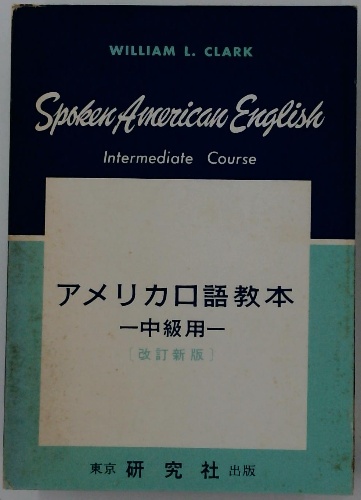 WILLIAM L. CLARK
Spoken American English
Intermediate Course
アメリカ口語教本
ー中級用ー
〔改訂新版〕
東京 研究社 出版